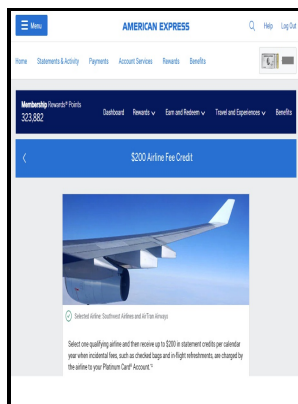 Menu
AMERICAN EXPRESS
Help Log Out
Home Statements & Activity Payments Account Services Rewards Benefits
Membership Rewards® Points
323,882
Dashboard Rewards Earn and Redeem Travel and Experiences Benefits
$200 Airline Fee Credit
Selected Airline: Southwest Airlines and AirTran Airways
Select one qualifying airline and then receive up to $200 in statement credits per calendar
year when incidental fees, such as checked bags and in-flight refreshments, are charged by
the airline to your Platinum Card® Account.